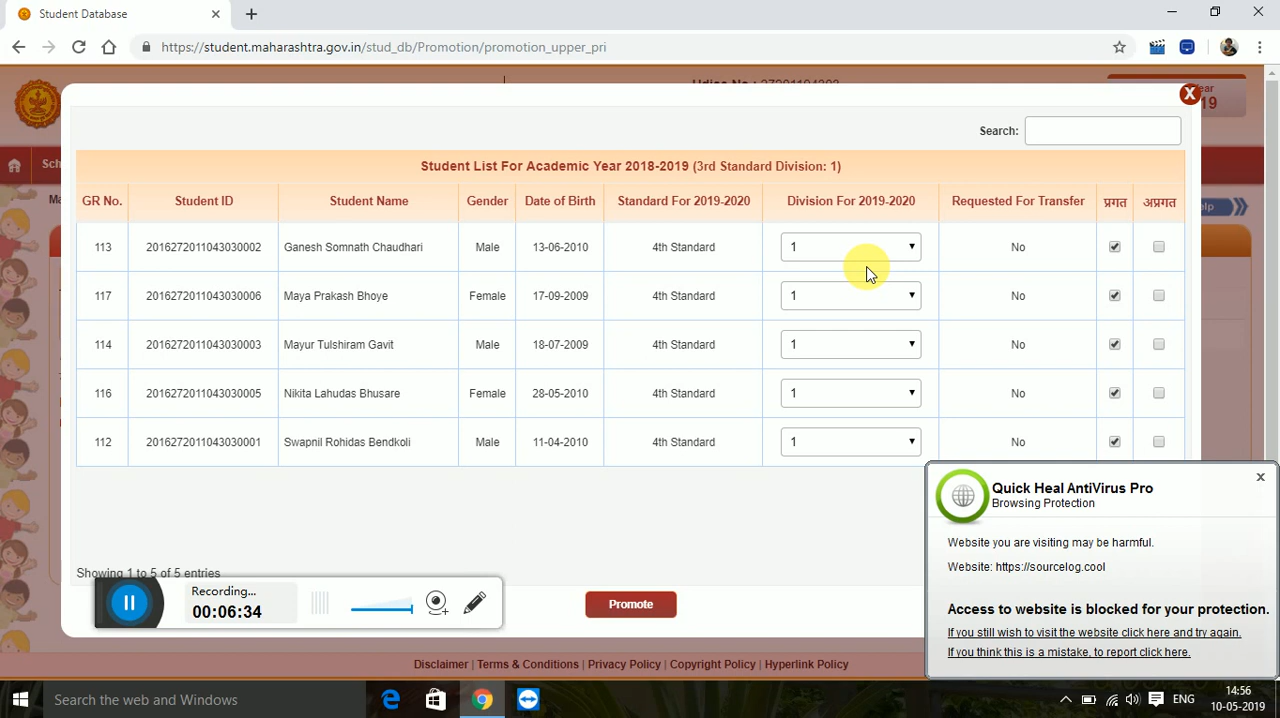 Student Database
https://student.maharashtra.gov.in/stud_db/Promotion/promotion_upper_pri
19
X
Search:
Student List For Academic Year 2018-2019 (3rd Standard Division: 1)
GR No. Student ID Student Name Gender Date of Birth Standard For 2019-2020 Division For 2019-2020 Requested For Transfer प्रगत अप्रगत
113 2016272011043030002 Ganesh Somnath Chaudhari Male 13-06-2010 4th Standard 1 No
117 2016272011043030006 Maya Prakash Bhoye Female 17-09-2009 4th Standard 1 No
114 2016272011043030003 Mayur Tulshiram Gavit Male 18-07-2009 4th Standard 1 No
116 2016272011043030005 Nikita Lahudas Bhusare Female 28-05-2010 4th Standard 1 No
112 2016272011043030001 Swapnil Rohidas Bendkoli Male 11-04-2010 4th Standard 1 No
Showing 1 to 5 of 5 entries
Recording...
00:06:34
Promote
Quick Heal AntiVirus Pro
Browsing Protection
x
Website you are visiting may be harmful.
Website: https://sourcelog.cool
Access to website is blocked for your protection.
If you still wish to visit the website click here and try again.
If you think this is a mistake, to report click here.
Disclaimer | Terms & Conditions | Privacy Policy | Copyright Policy | Hyperlink Policy
Search the web and Windows
ENG
14:56
10-05-2019